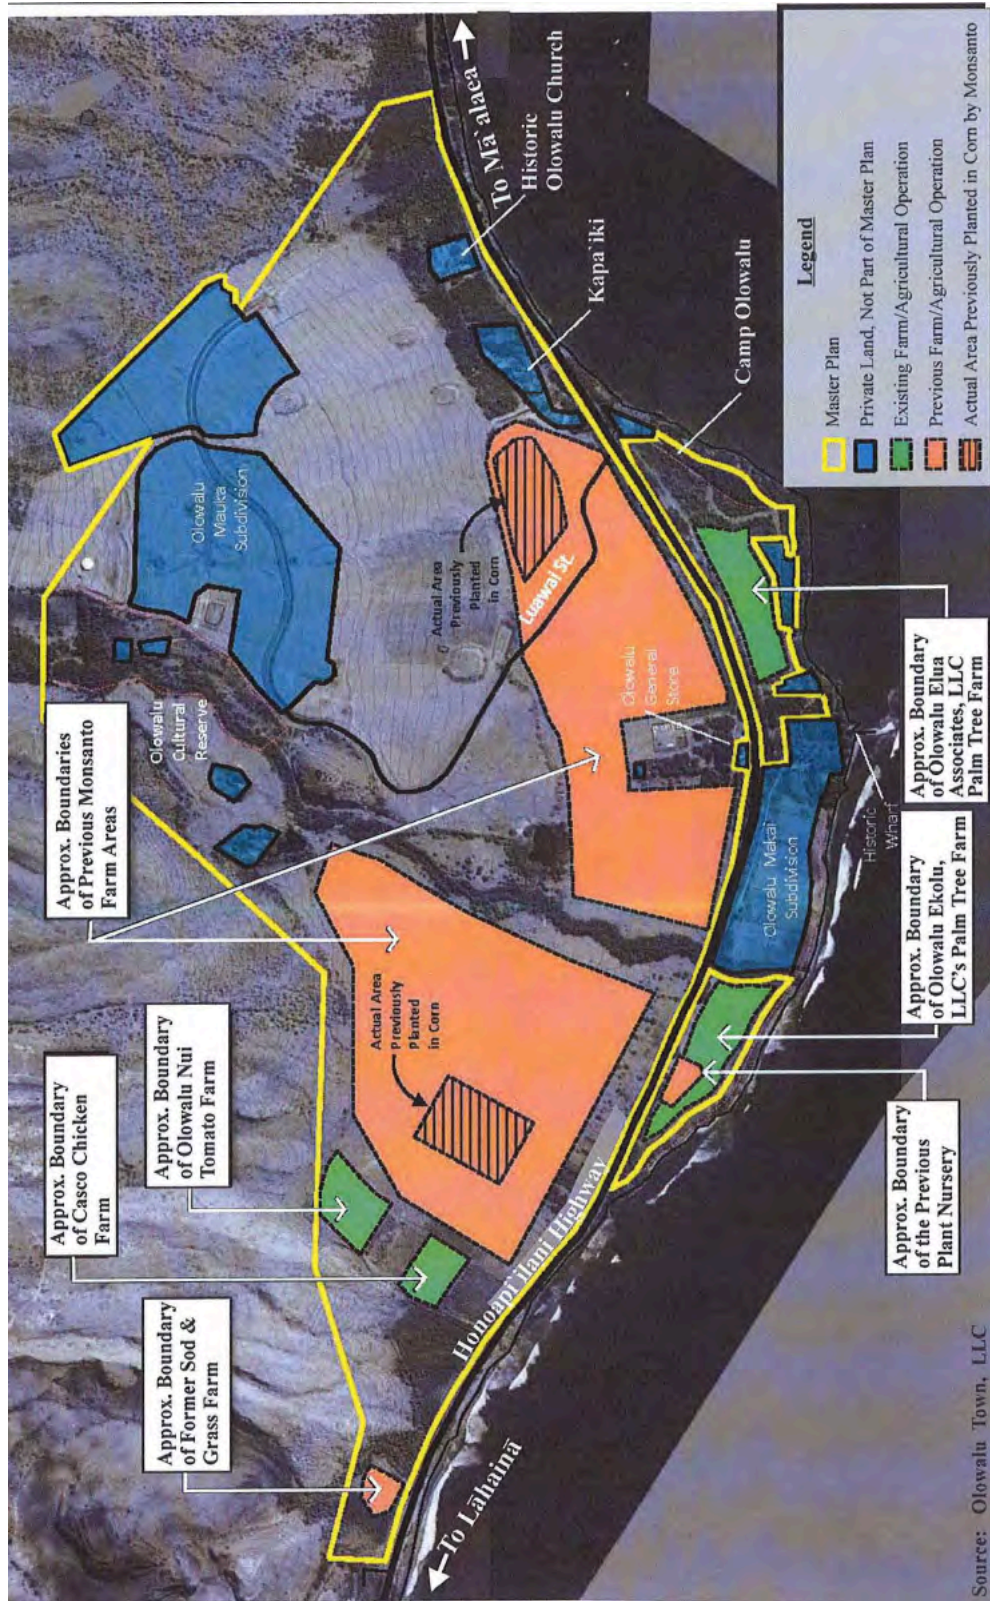 Approx. Boundary
of Former Sod &
Grass Farm
Approx. Boundary
of Casco Chicken
Farm
Approx. Boundary
of Olowalu Nui
Tomato Farm
Approx. Boundaries
of Previous Monsanto
Farm Areas
Olowalu
Cultural
Reserve
Olowalu
Mauka
Subdivision
To Mā`alaea
Historic
Olowalu Church
Kapa`iki
Camp Olowalu
Actual Area
Previously
Planted
in Corn
Actual Area
Previously
Planted
in Corn
Luawai St.
Olowalu
General
Store
Honoapi`ilani Highway
To Lāhainā
Olowalu Makai
Subdivision
Historic
Wharf
Approx. Boundary
of the Previous
Plant Nursery
Approx. Boundary
of Olowalu Ekolu,
LLC's Palm Tree Farm
Approx. Boundary
of Olowalu Elua
Associates, LLC
Palm Tree Farm
Legend
Master Plan
Private Land, Not Part of Master Plan
Existing Farm/Agricultural Operation
Previous Farm/Agricultural Operation
Actual Area Previously Planted in Corn by Monsanto
Source: Olowalu Town, LLC